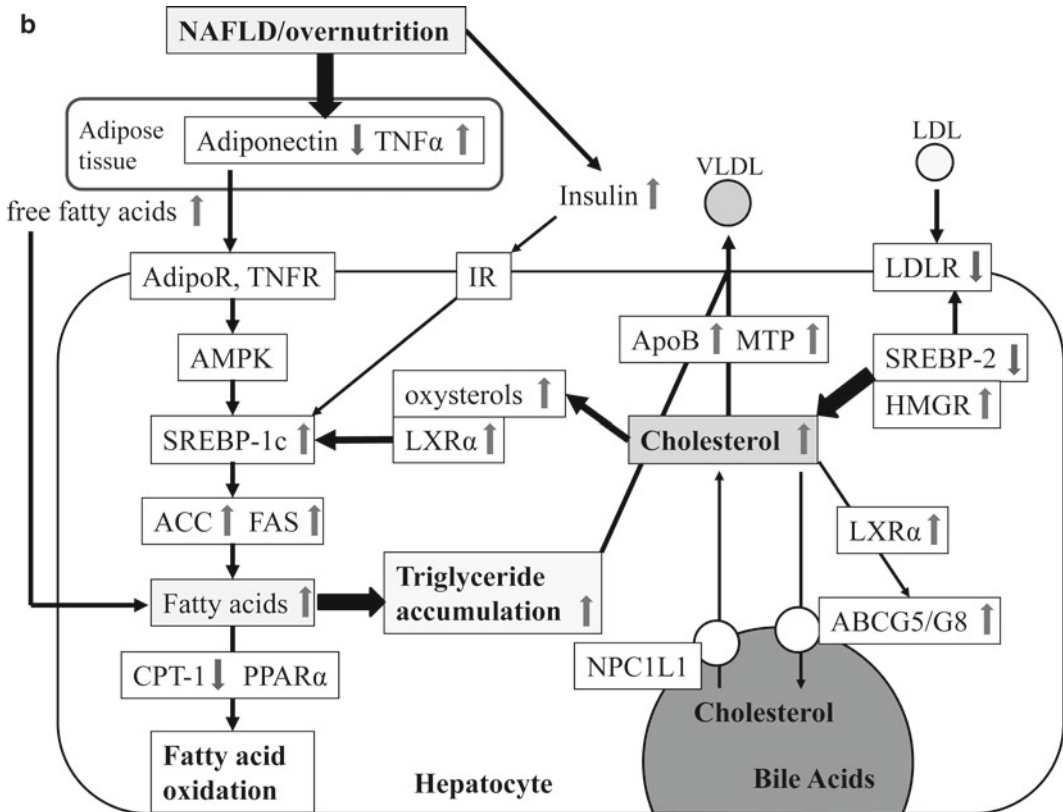 b
NAFLD/overnutrition
Adipose
tissue
Adiponectin ↓ TNFα ↑
free fatty acids ↑
Insulin ↑
VLDL
LDL
AdipoR, TNFR
IR
LDLR ↓
AMPK
ApoB ↑ MTP ↑
SREBP-2 ↓
HMGR ↑
oxysterols ↑
LXRα ↑
SREBP-1c ↑
Cholesterol ↑
ACC ↑ FAS ↑
LXRα ↑
Fatty acids ↑
Triglyceride
accumulation ↑
ABCG5/G8 ↑
NPC1L1
CPT-1 ↓ PPARα
Cholesterol
Fatty acid
oxidation
Hepatocyte
Bile Acids